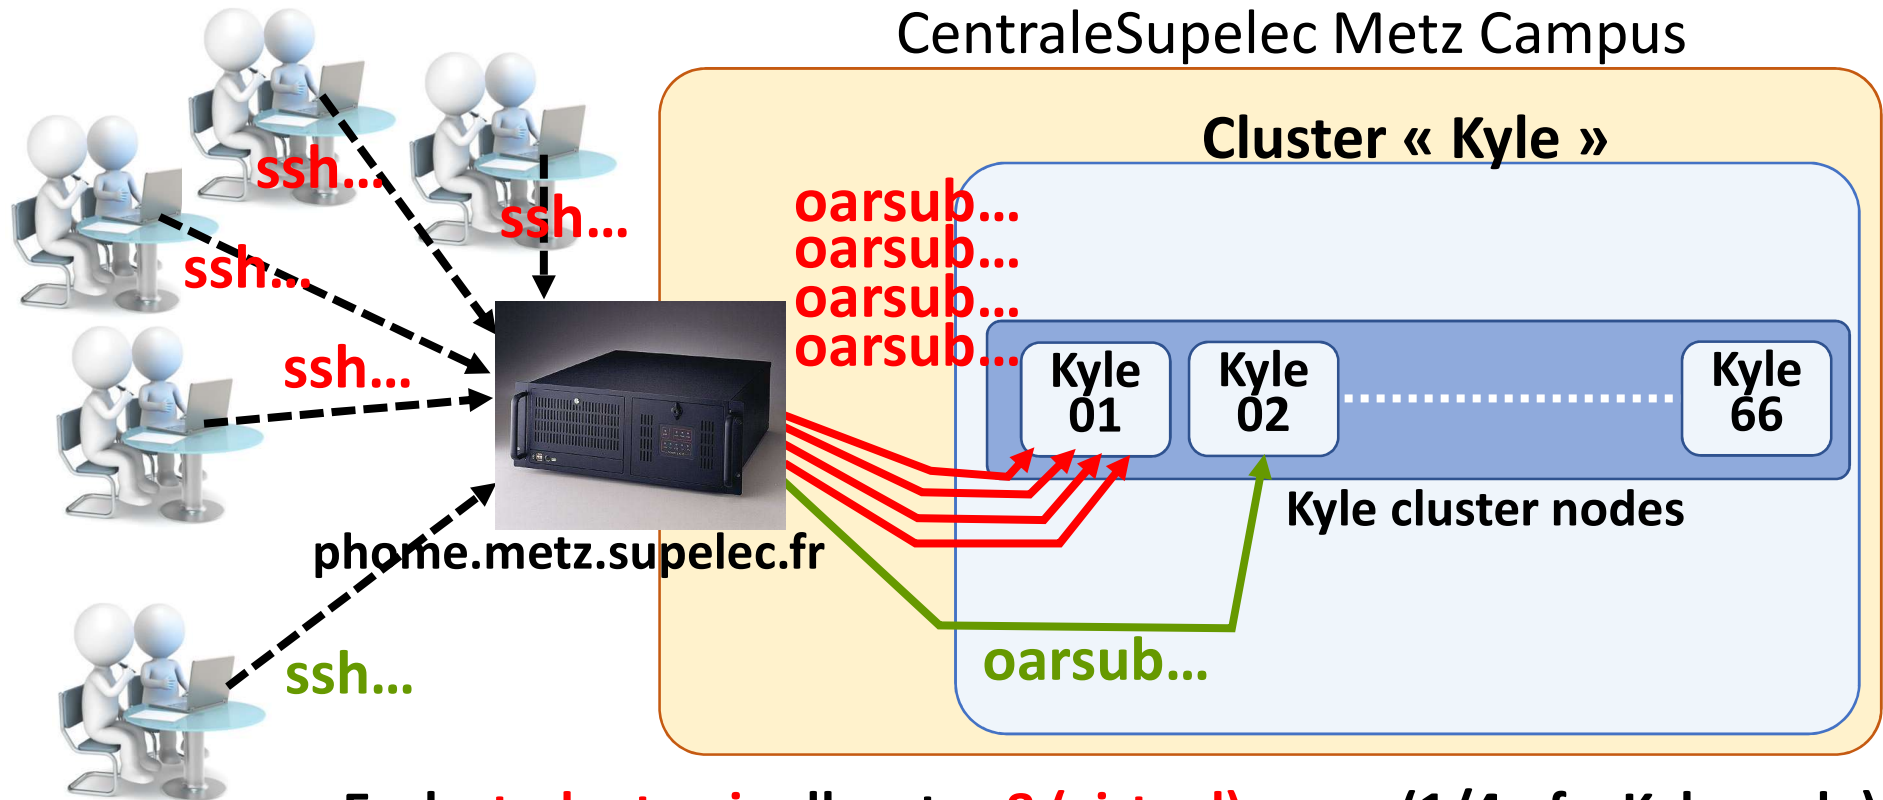 CentraleSupelec Metz Campus
Cluster « Kyle »
ssh...
ssh...
ssh...
ssh...
ssh...
oarsub...
oarsub...
oarsub...
oarsub...
Kyle
01
Kyle
02
Kyle
66
Kyle cluster nodes
phome.metz.supelec.fr
oarsub...